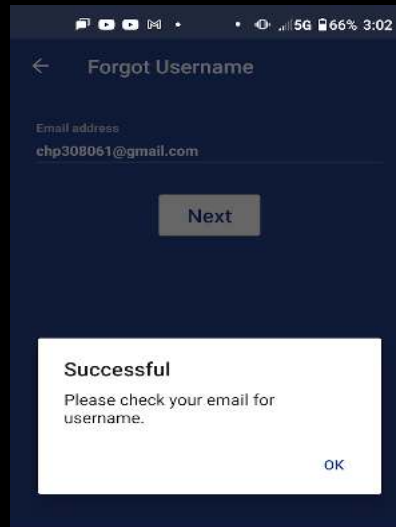 5G 66% 3:02
Forgot Username
Email address
chp308061@gmail.com
Next
Successful
Please check your email for
username.
OK